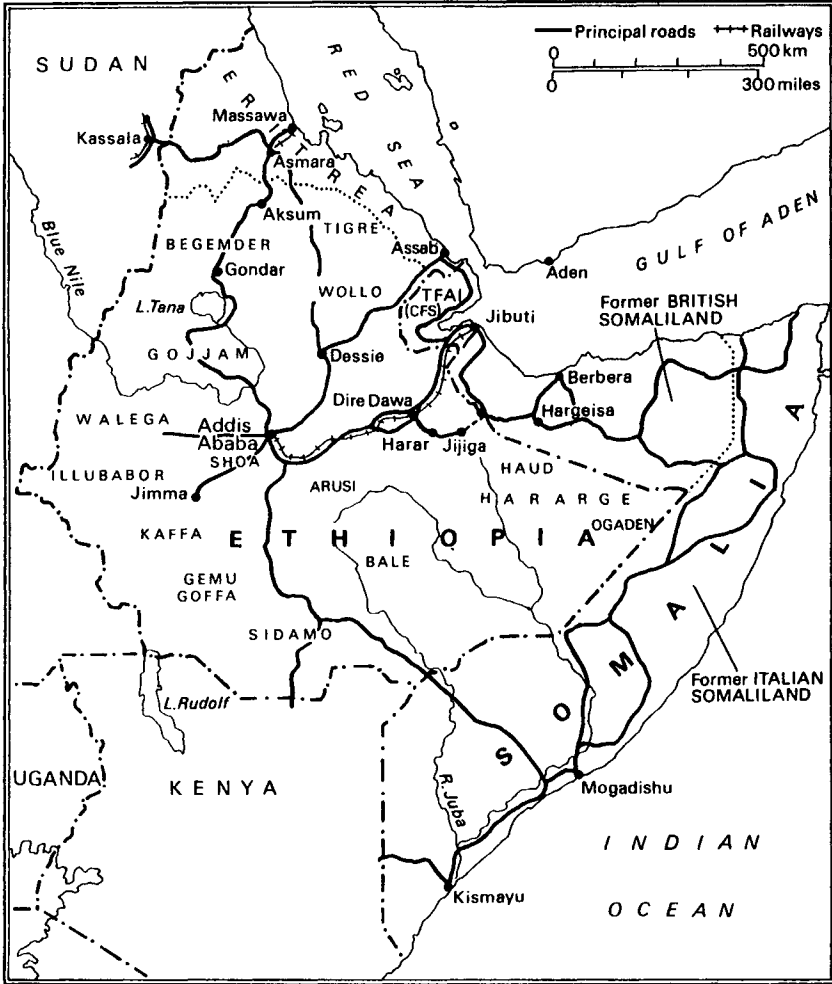 Principal roads
Railways
0 500 km
0 300 miles
SUDAN
RED SEA
ERITREA
Massawa
Kassala
Asmara
Aksum
TIGRE
BEGEMDER
Assab
Aden
GULF OF ADEN
Blue Nile
Gondar
WOLLO
TFAI
(CFS)
L.Tana
Jibuti
Former BRITISH
SOMALILAND
GOJJAM
Dessie
Berbera
Dire Dawa
Hargeisa
WALEGA
Addis
Ababa
Harar
Jijiga
SHOA
HAUD
ILLUBABOR
ARUSI
HARARGE
Jimma
OGADEN
KAFFA
ETHIOPIA
BALE
GEMU
GOFFA
SIDAMO
SOMALIA
Former ITALIAN
SOMALILAND
L.Rudolf
UGANDA
KENYA
R.Juba
Mogadishu
INDIAN
OCEAN
Kismayu